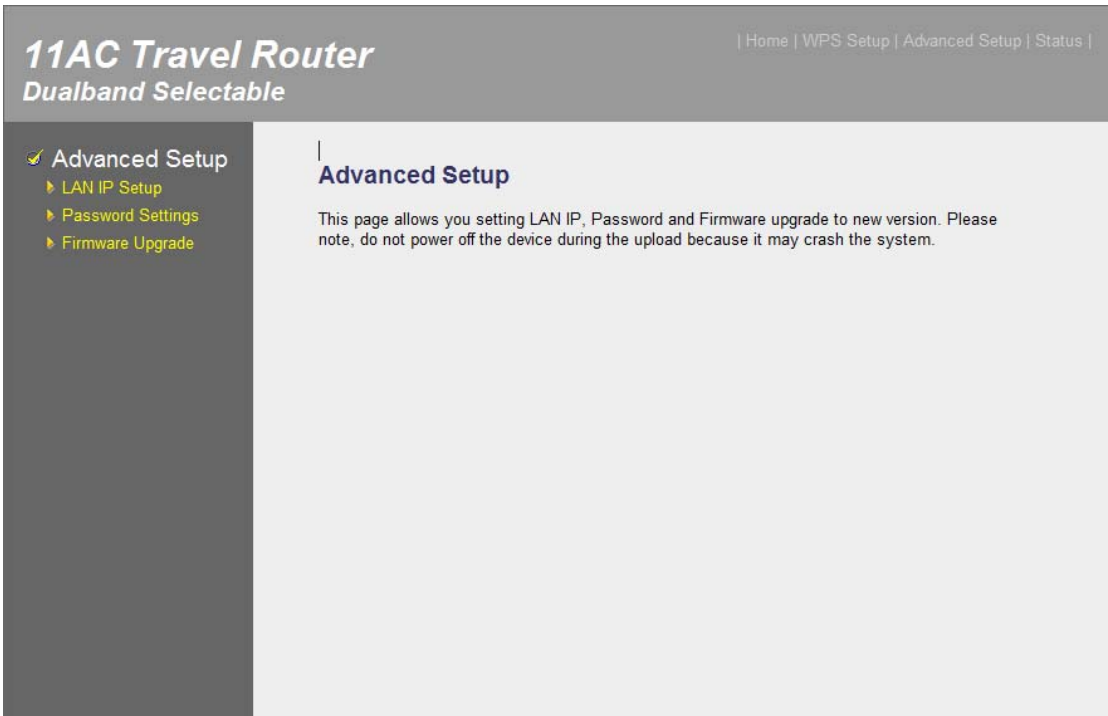 11AC Travel Router
Dualband Selectable
| Home | WPS Setup | Advanced Setup | Status |
Advanced Setup
LAN IP Setup
Password Settings
Firmware Upgrade
Advanced Setup
This page allows you setting LAN IP, Password and Firmware upgrade to new version. Please
note, do not power off the device during the upload because it may crash the system.